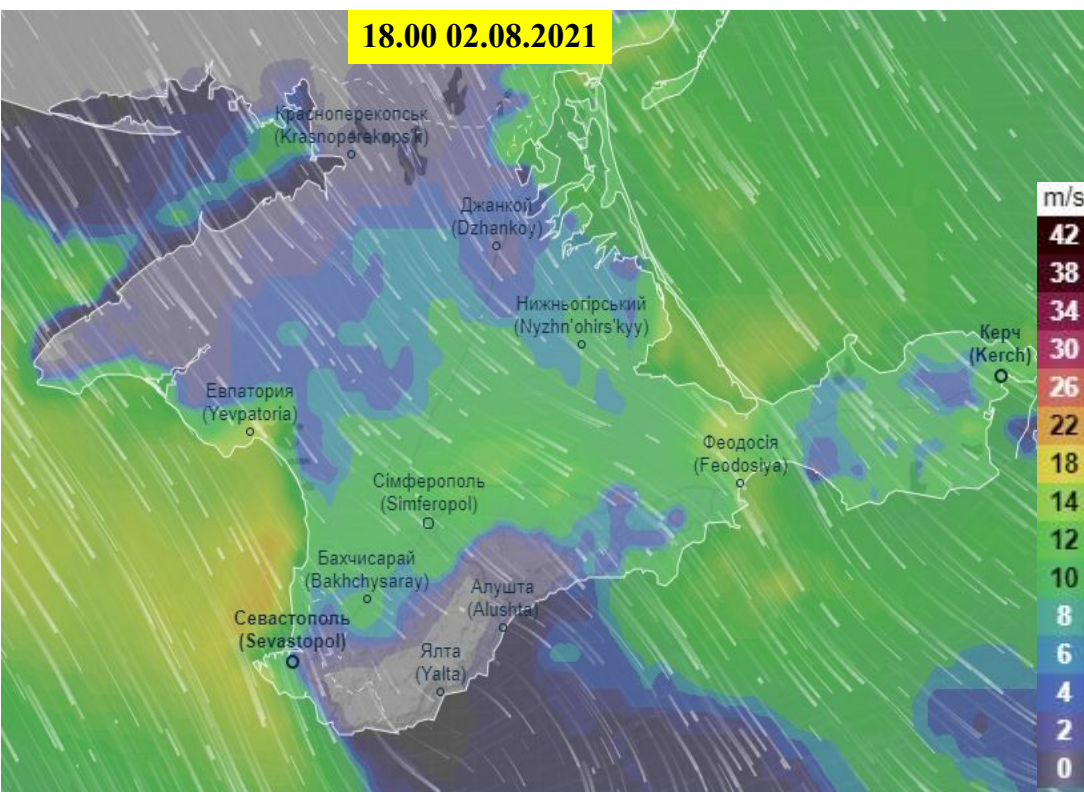 18.00 02.08.2021
Красноперекопськ
(Krasnoperekops'k)
Джанкой
(Dzhankoy)
m/s
42
38
34
30
26
22
18
14
12
10
8
6
4
2
0
Нижньогірський
(Nyzhn'ohirs'kyy)
Керч
(Kerch)
Евпатория
(Yevpatoria)
Феодосія
(Feodosiya)
Сімферополь
(Simferopol)
Бахчисарай
(Bakhchysaray)
Алушта
(Alushta)
Севастополь
(Sevastopol)
Ялта
(Yalta)